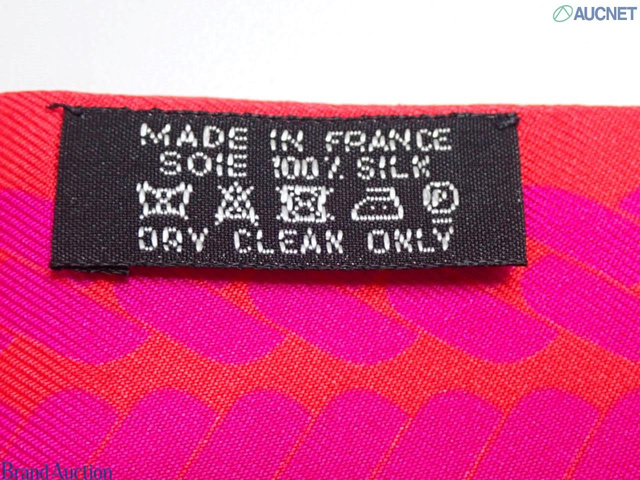 AUCNET
MADE IN FRANCE
SOIE 100% SILK
P
DRY CLEAN ONLY
Brand Auction